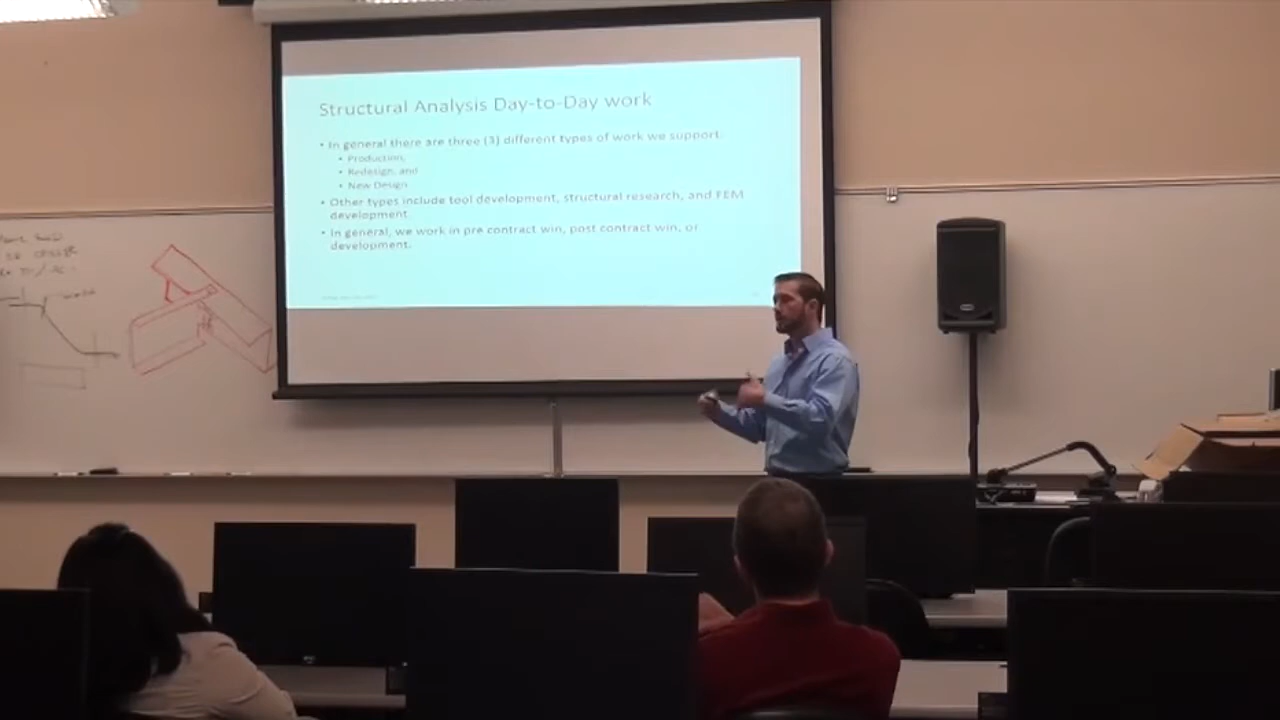 Structural Analysis Day-to-Day work
• In general there are three (3) different types of work we support:
• Production,
• Redesign, and
• New Design
• Other types include tool development, structural research, and FEM
development.
• In general, we work in pre contract win, post contract win, or
development.